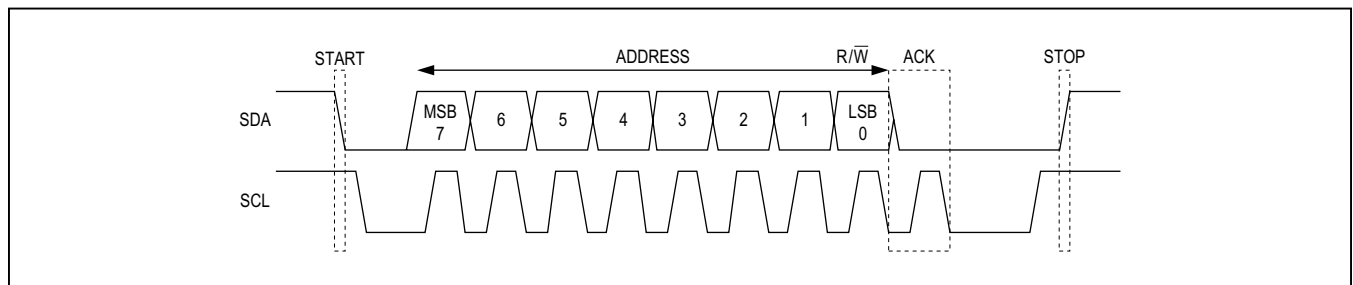 START ADDRESS R/W̅ ACK STOP
SDA MSB 7 6 5 4 3 2 1 LSB 0
SCL